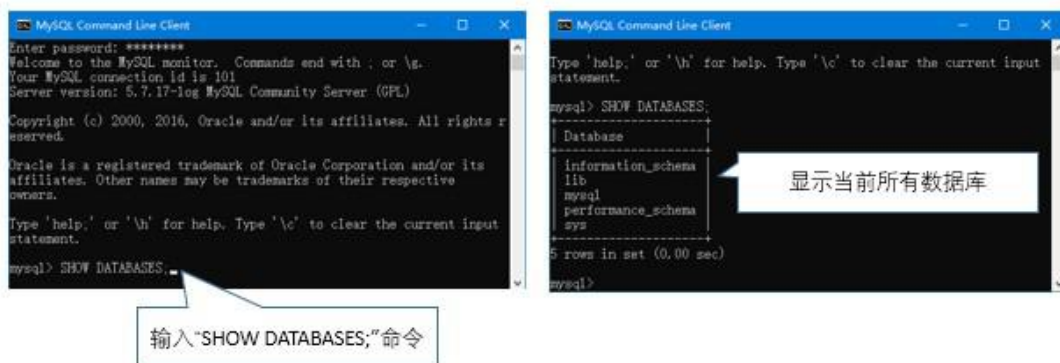 MySQL Command Line Client
Enter password: ********
Welcome to the MySQL monitor.  Commands end with ; or \g.
Your MySQL connection id is 101
Server version: 5.7.17-log MySQL Community Server (GPL)
Copyright (c) 2000, 2016, Oracle and/or its affiliates. All rights r
eserved.
Oracle is a registered trademark of Oracle Corporation and/or its
affiliates. Other names may be trademarks of their respective
owners.
Type 'help;' or '\h' for help. Type '\c' to clear the current input
statement.
mysql> SHOW DATABASES;
输入“SHOW DATABASES;”命令
MySQL Command Line Client
Type 'help;' or '\h' for help. Type '\c' to clear the current input
statement.
mysql> SHOW DATABASES;
Database
information_schema
lib
mysql
performance_schema
sys
5 rows in set (0.00 sec)
mysql>
显示当前所有数据库